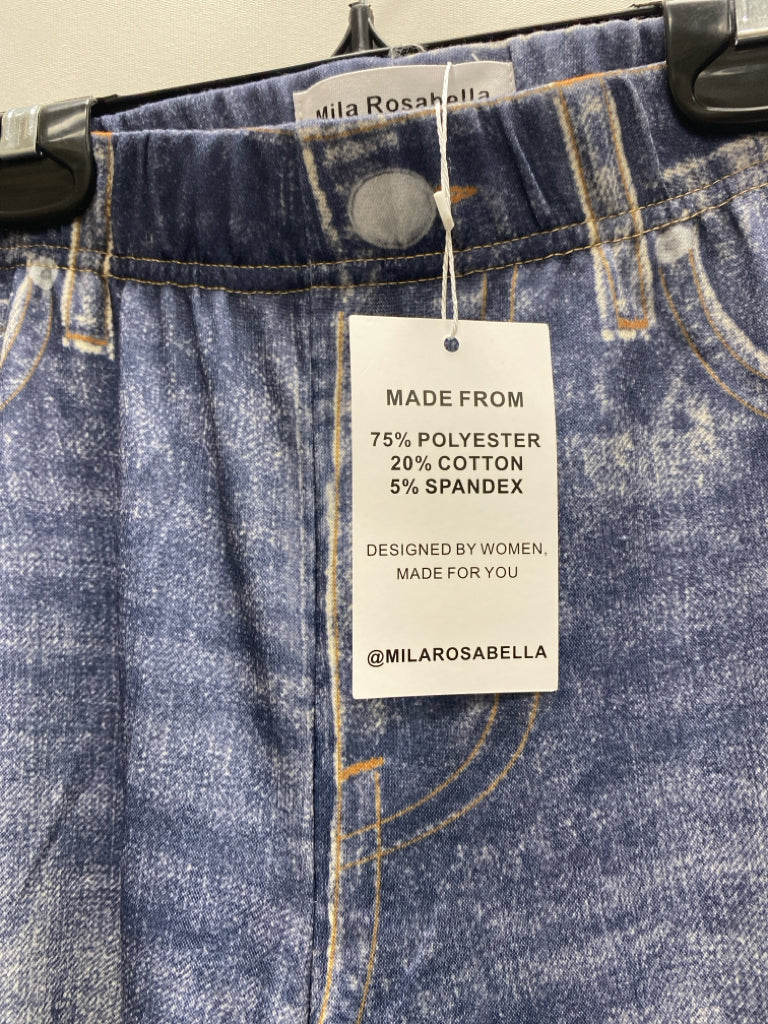 Mila Rosabella
MADE FROM
75% POLYESTER
20% COTTON
5% SPANDEX
DESIGNED BY WOMEN,
MADE FOR YOU
@MILAROSABELLA